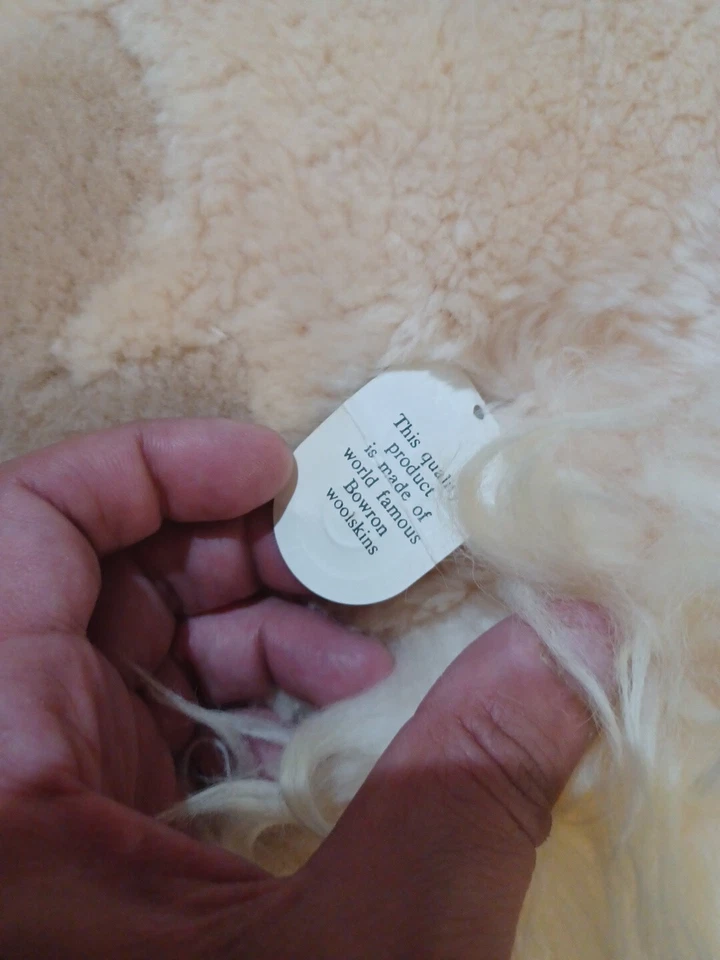 This quality
product
is made of
world famous
Bowron
woolskins